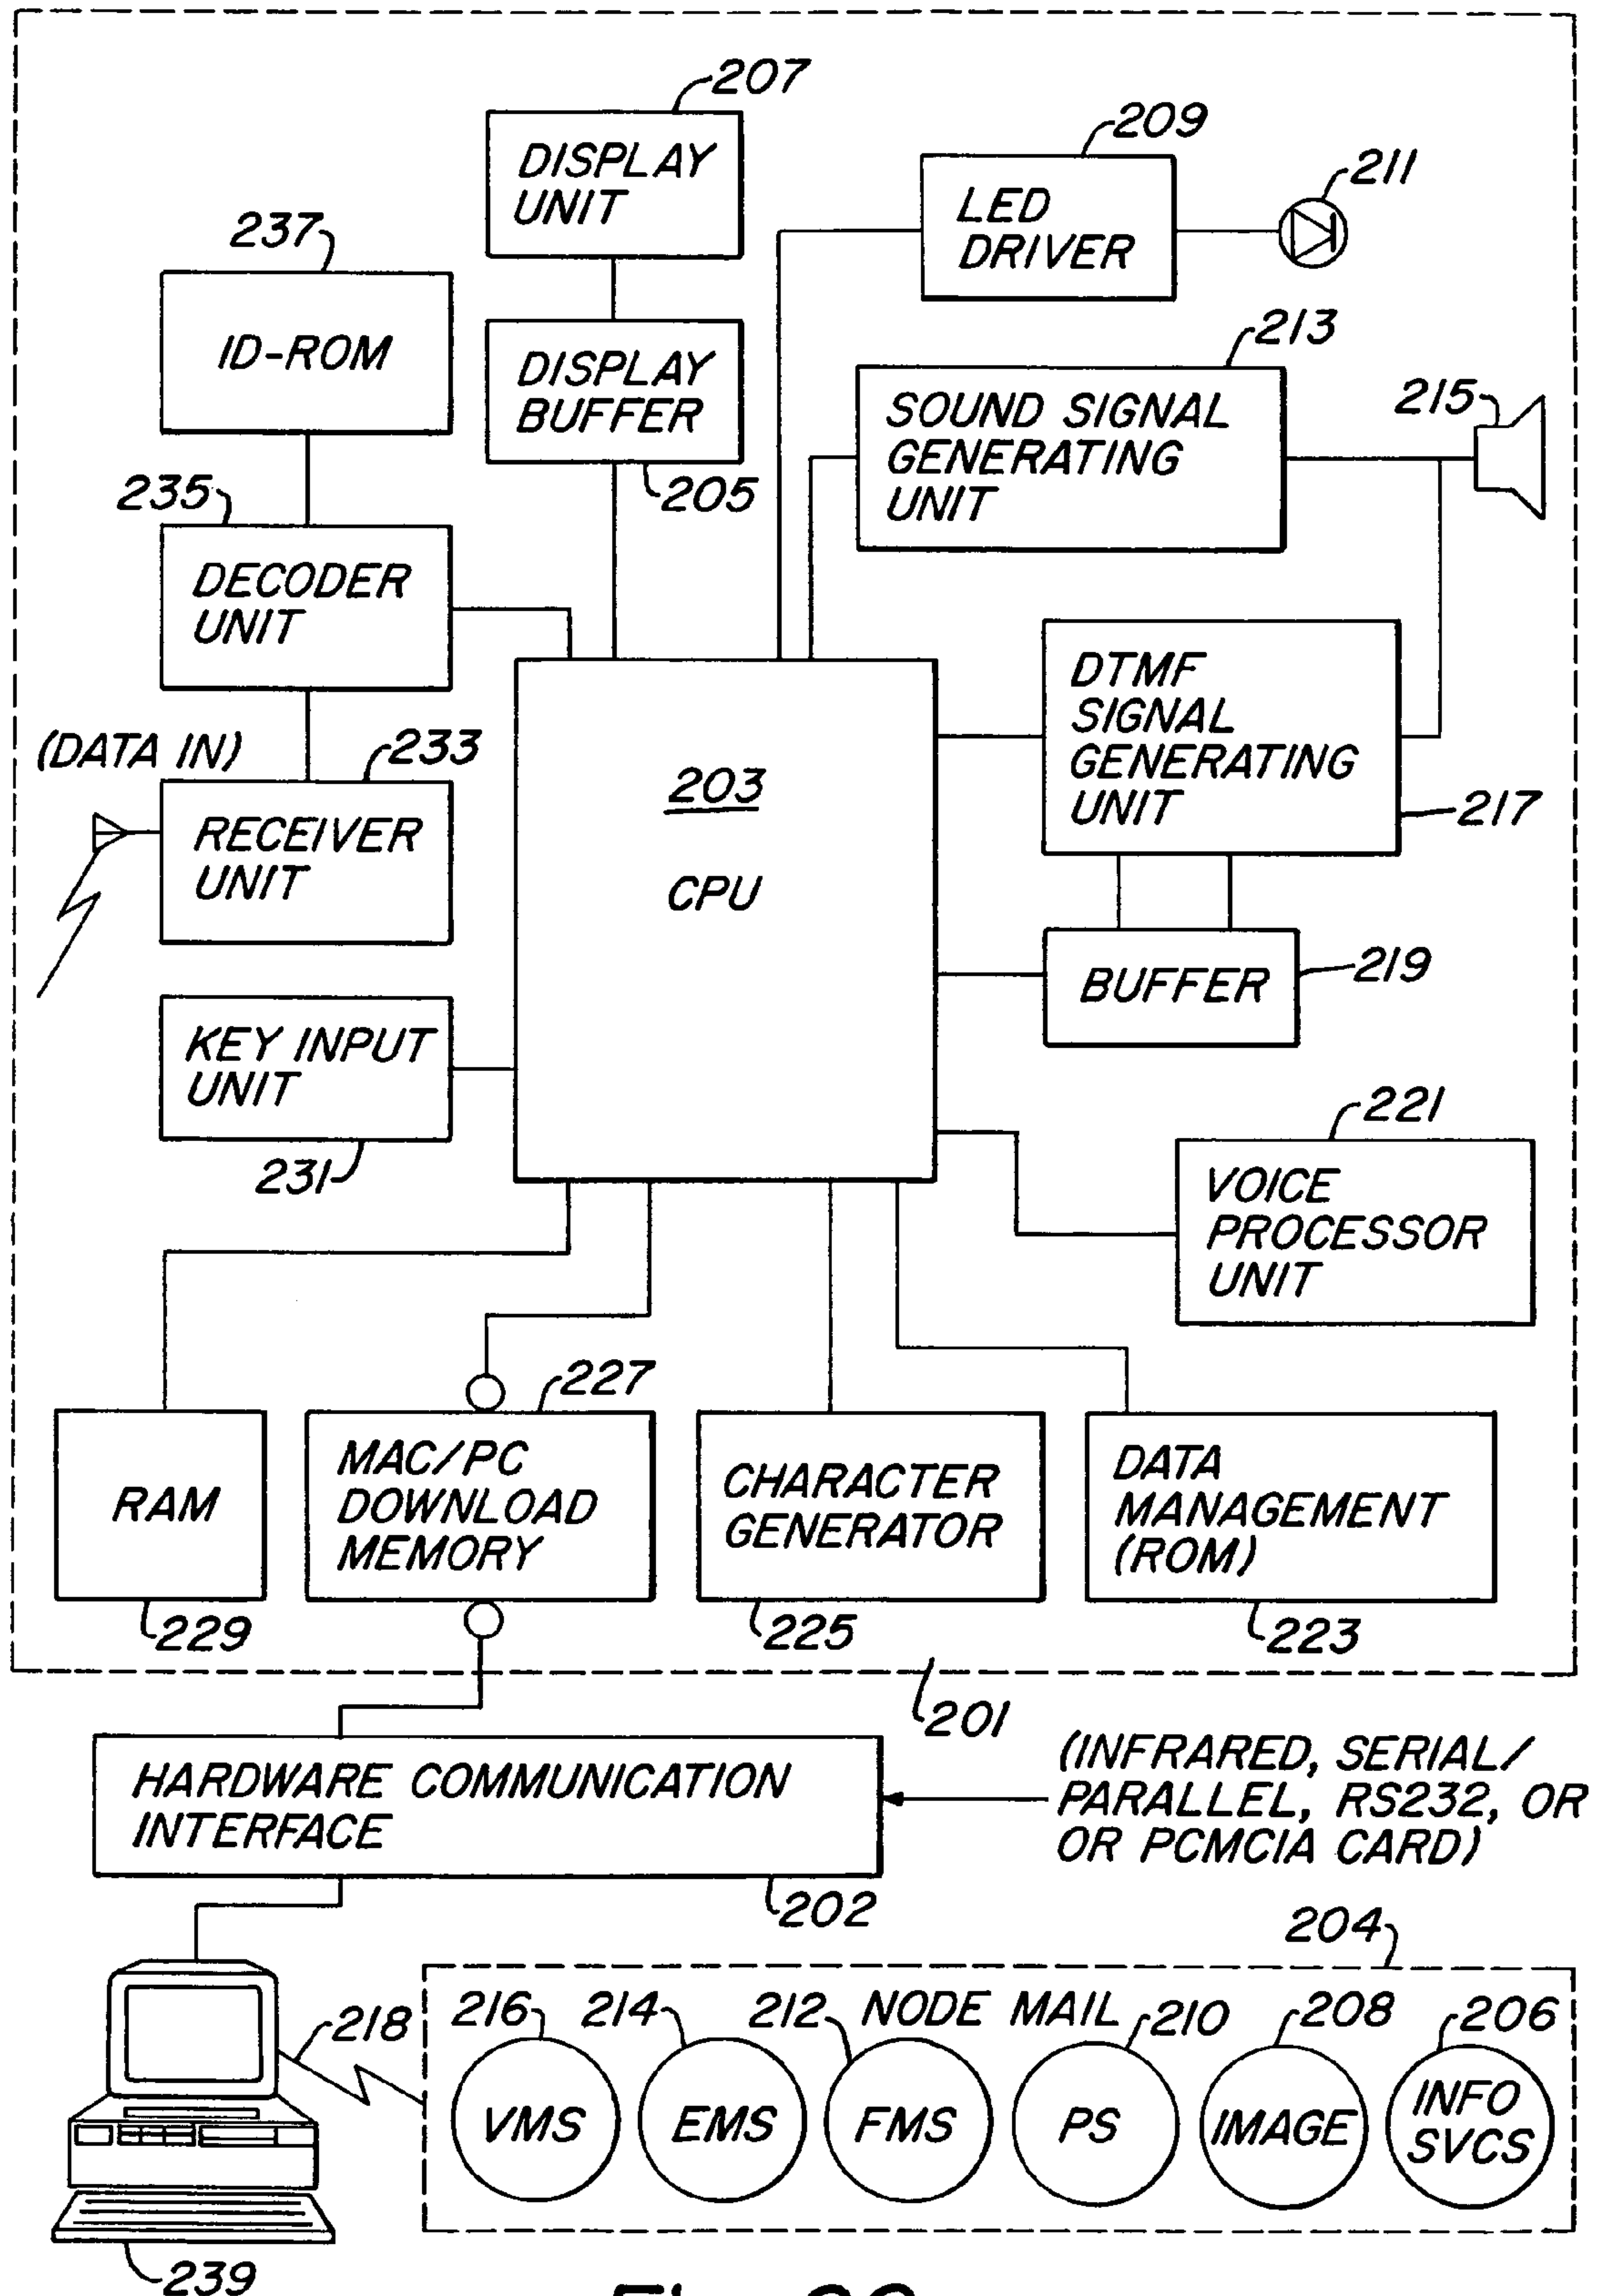 207
DISPLAY
UNIT
209
LED
DRIVER
211
237
ID-ROM
DISPLAY
BUFFER
205
213
SOUND SIGNAL
GENERATING
UNIT
215
235
DECODER
UNIT
DTMF
SIGNAL
GENERATING
UNIT
217
(DATA IN)
233
RECEIVER
UNIT
203
CPU
BUFFER
219
KEY INPUT
UNIT
231
221
VOICE
PROCESSOR
UNIT
RAM
229
227
MAC/PC
DOWNLOAD
MEMORY
CHARACTER
GENERATOR
225
DATA
MANAGEMENT
(ROM)
223
201
HARDWARE COMMUNICATION
INTERFACE
202
(INFRARED, SERIAL/
PARALLEL, RS232, OR
OR PCMCIA CARD)
204
218
NODE MAIL
216
VMS
214
EMS
212
FMS
210
PS
208
IMAGE
206
INFO
SVCS
239